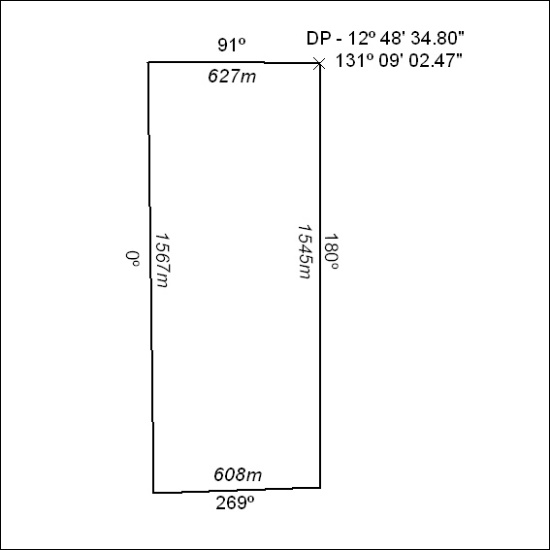 91º
DP - 12º 48' 34.80"
131º 09' 02.47"
627m
0º
1567m
1545m
180º
608m
269º